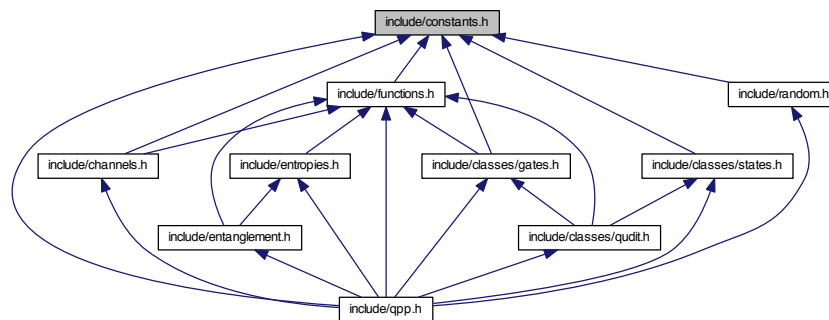 include/constants.h
include/functions.h
include/random.h
include/channels.h
include/entropies.h
include/classes/gates.h
include/classes/states.h
include/entanglement.h
include/classes/qudit.h
include/qpp.h